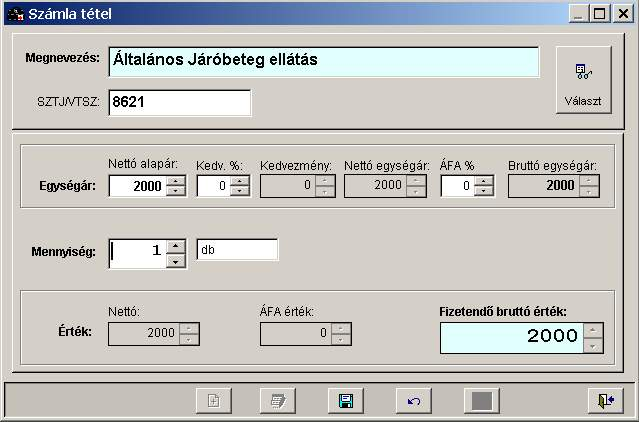 Számla tétel
Megnevezés: Általános Járóbeteg ellátás
SZTJ/VTSZ: 8621
Választ
Nettó alapár: Kedv. %: Kedvezmény: Nettó egységár: ÁFA % Bruttó egységár:
Egységár: 2000 0 0 2000 0 2000
Mennyiség: 1 db
Nettó: ÁFA érték: Fizetendő bruttó érték:
Érték: 2000 0 2000